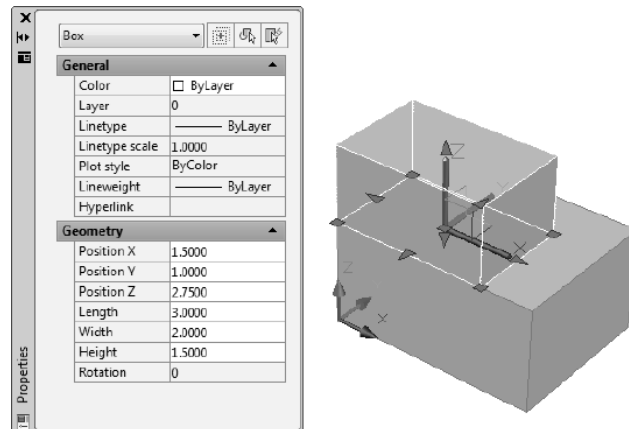 Box
General
Color ByLayer
Layer 0
Linetype ByLayer
Linetype scale 1.0000
Plot style ByColor
Lineweight ByLayer
Hyperlink
Geometry
Position X 1.5000
Position Y 1.0000
Position Z 2.7500
Length 3.0000
Width 2.0000
Height 1.5000
Rotation 0
Properties
Z
X
Z
X